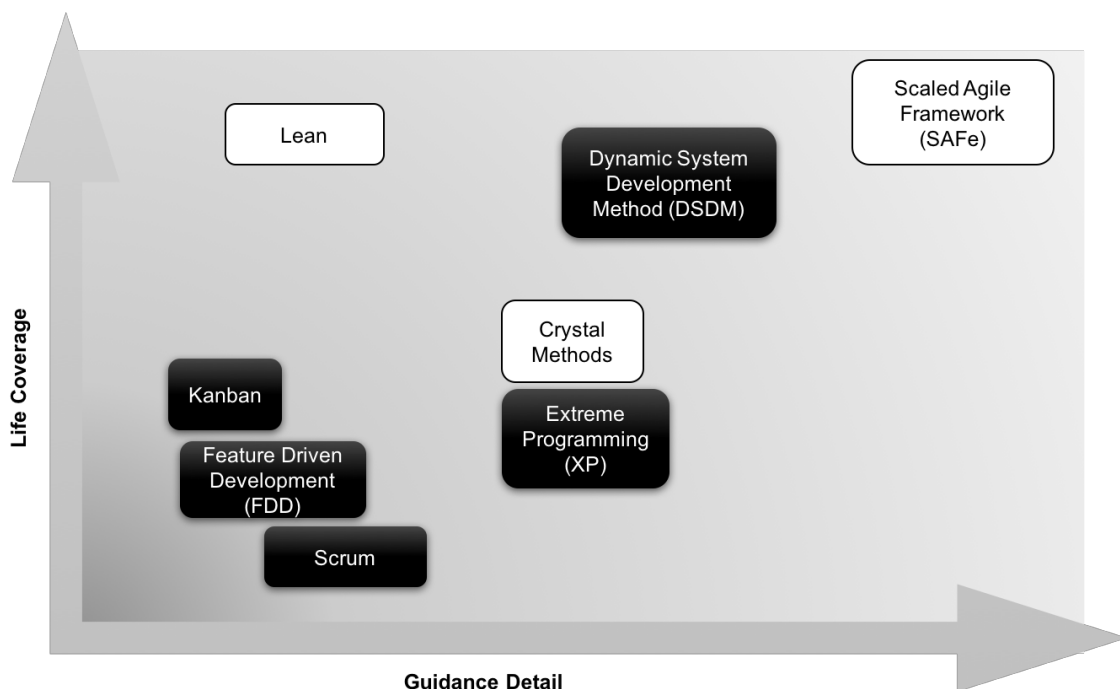 Scaled Agile
Framework
(SAFe)
Lean
Dynamic System
Development
Method (DSDM)
Crystal
Methods
Kanban
Extreme
Programming
(XP)
Feature Driven
Development
(FDD)
Scrum
Life Coverage
Guidance Detail